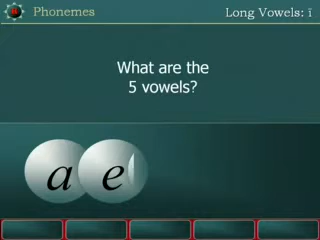 Phonemes
Long Vowels: ī
What are the
5 vowels?
a e